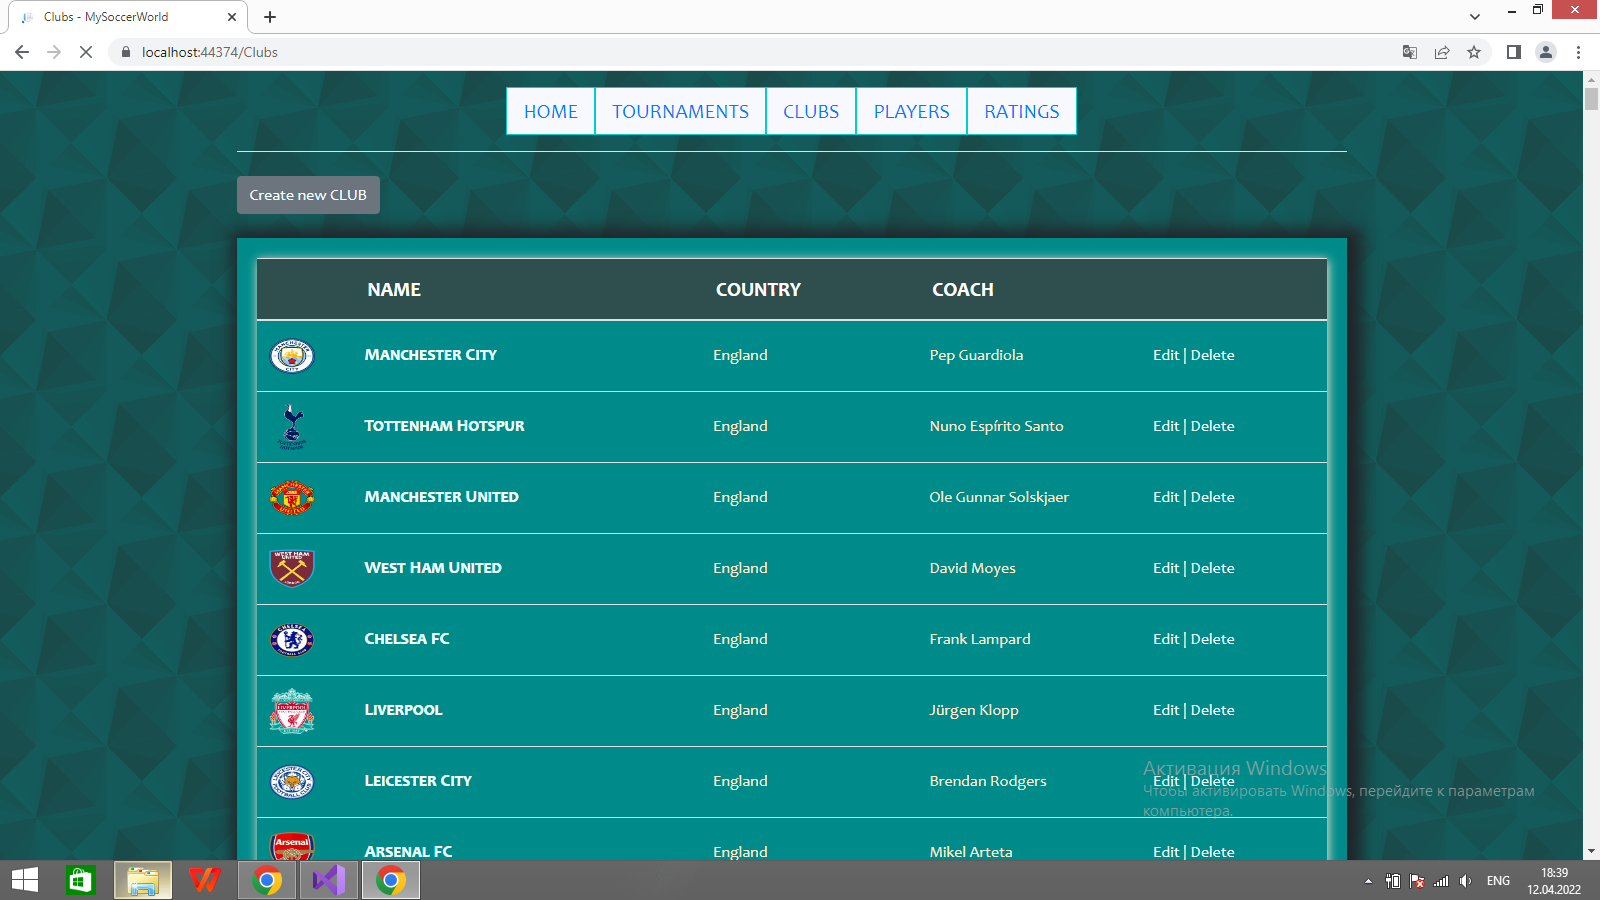 Clubs - MySoccerWorld
localhost:44374/Clubs
HOME TOURNAMENTS CLUBS PLAYERS RATINGS
Create new CLUB
NAME COUNTRY COACH
MANCHESTER CITY England Pep Guardiola Edit | Delete
TOTTENHAM HOTSPUR England Nuno Espírito Santo Edit | Delete
MANCHESTER UNITED England Ole Gunnar Solskjaer Edit | Delete
WEST HAM UNITED England David Moyes Edit | Delete
CHELSEA FC England Frank Lampard Edit | Delete
LIVERPOOL England Jürgen Klopp Edit | Delete
LEICESTER CITY England Brendan Rodgers Edit | Delete
Активация Windows
Чтобы активировать Windows, перейдите к параметрам
компьютера.
Arsenal
ARSENAL FC England Mikel Arteta Edit | Delete
ENG
18:39
12.04.2022